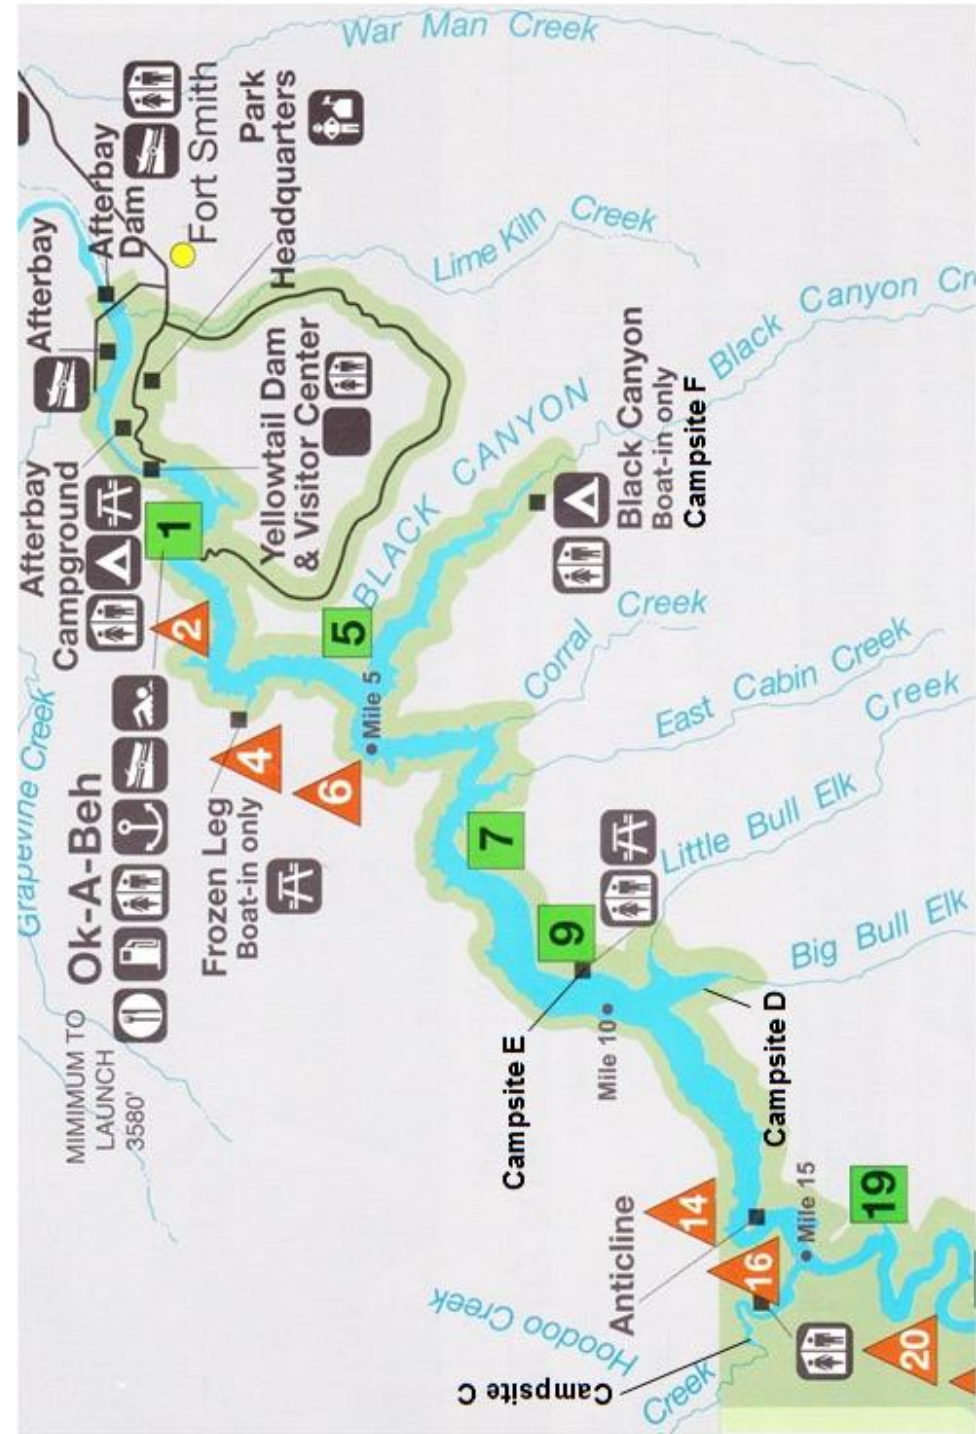 War Man Creek
Afterbay
Dam
Fort Smith
Park
Headquarters
Afterbay
Lime Kiln Creek
Black Canyon Cr
Yellowtail Dam
& Visitor Center
BLACK CANYON
Black Canyon
Boat-in only
Campsite F
Afterbay
Campground
1
2
5
Mile 5
4
6
Corral Creek
East Cabin Creek
Little Bull Elk Creek
Grapevine Creek
Ok-A-Beh
MIMIMUM TO
LAUNCH
3580'
Frozen Leg
Boat-in only
7
9
Big Bull Elk
Campsite E
Mile 10
Campsite D
Anticline
14
16
Mile 15
19
20
Hoodoo Creek
Campsite C
Creek